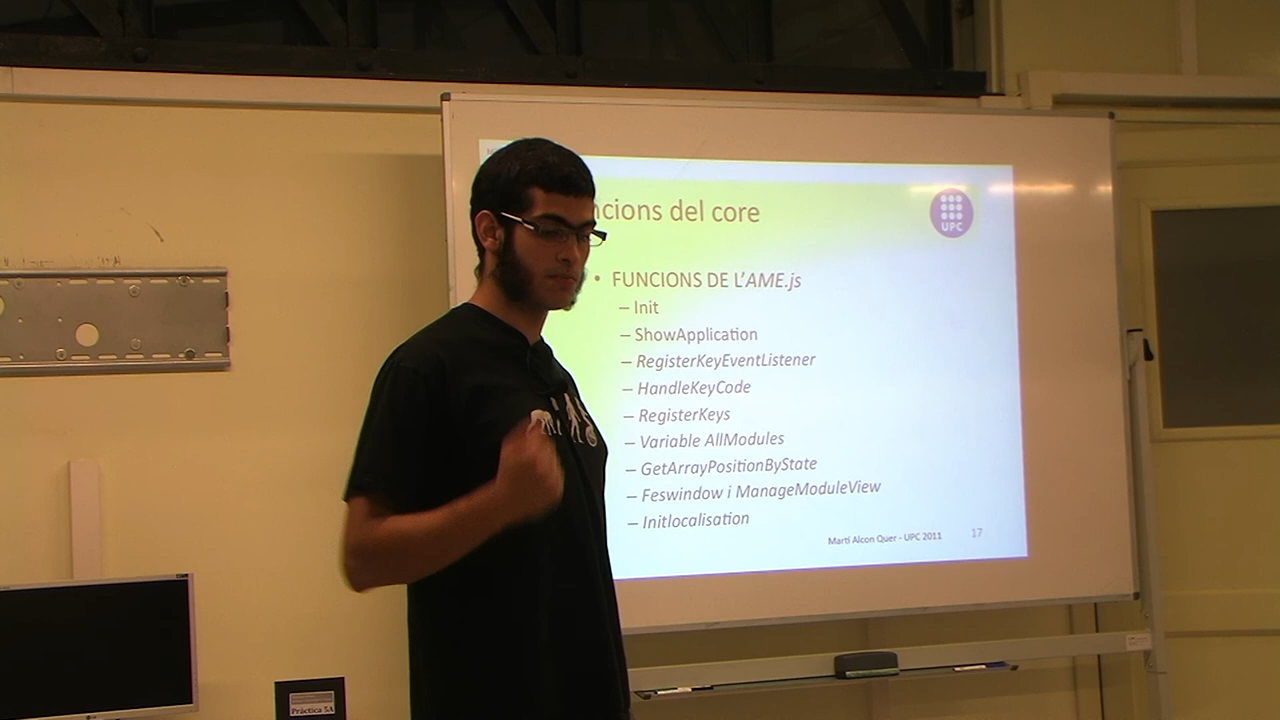 ncions del core
UPC
• FUNCIONS DE L'AME.js
– Init
– ShowApplication
– RegisterKeyEventListener
– HandleKeyCode
– RegisterKeys
– Variable AllModules
– GetArrayPositionByState
– Feswindow i ManageModuleView
– Initlocalisation
Martí Alcon Quer - UPC 2011
17
Pràctica 5A